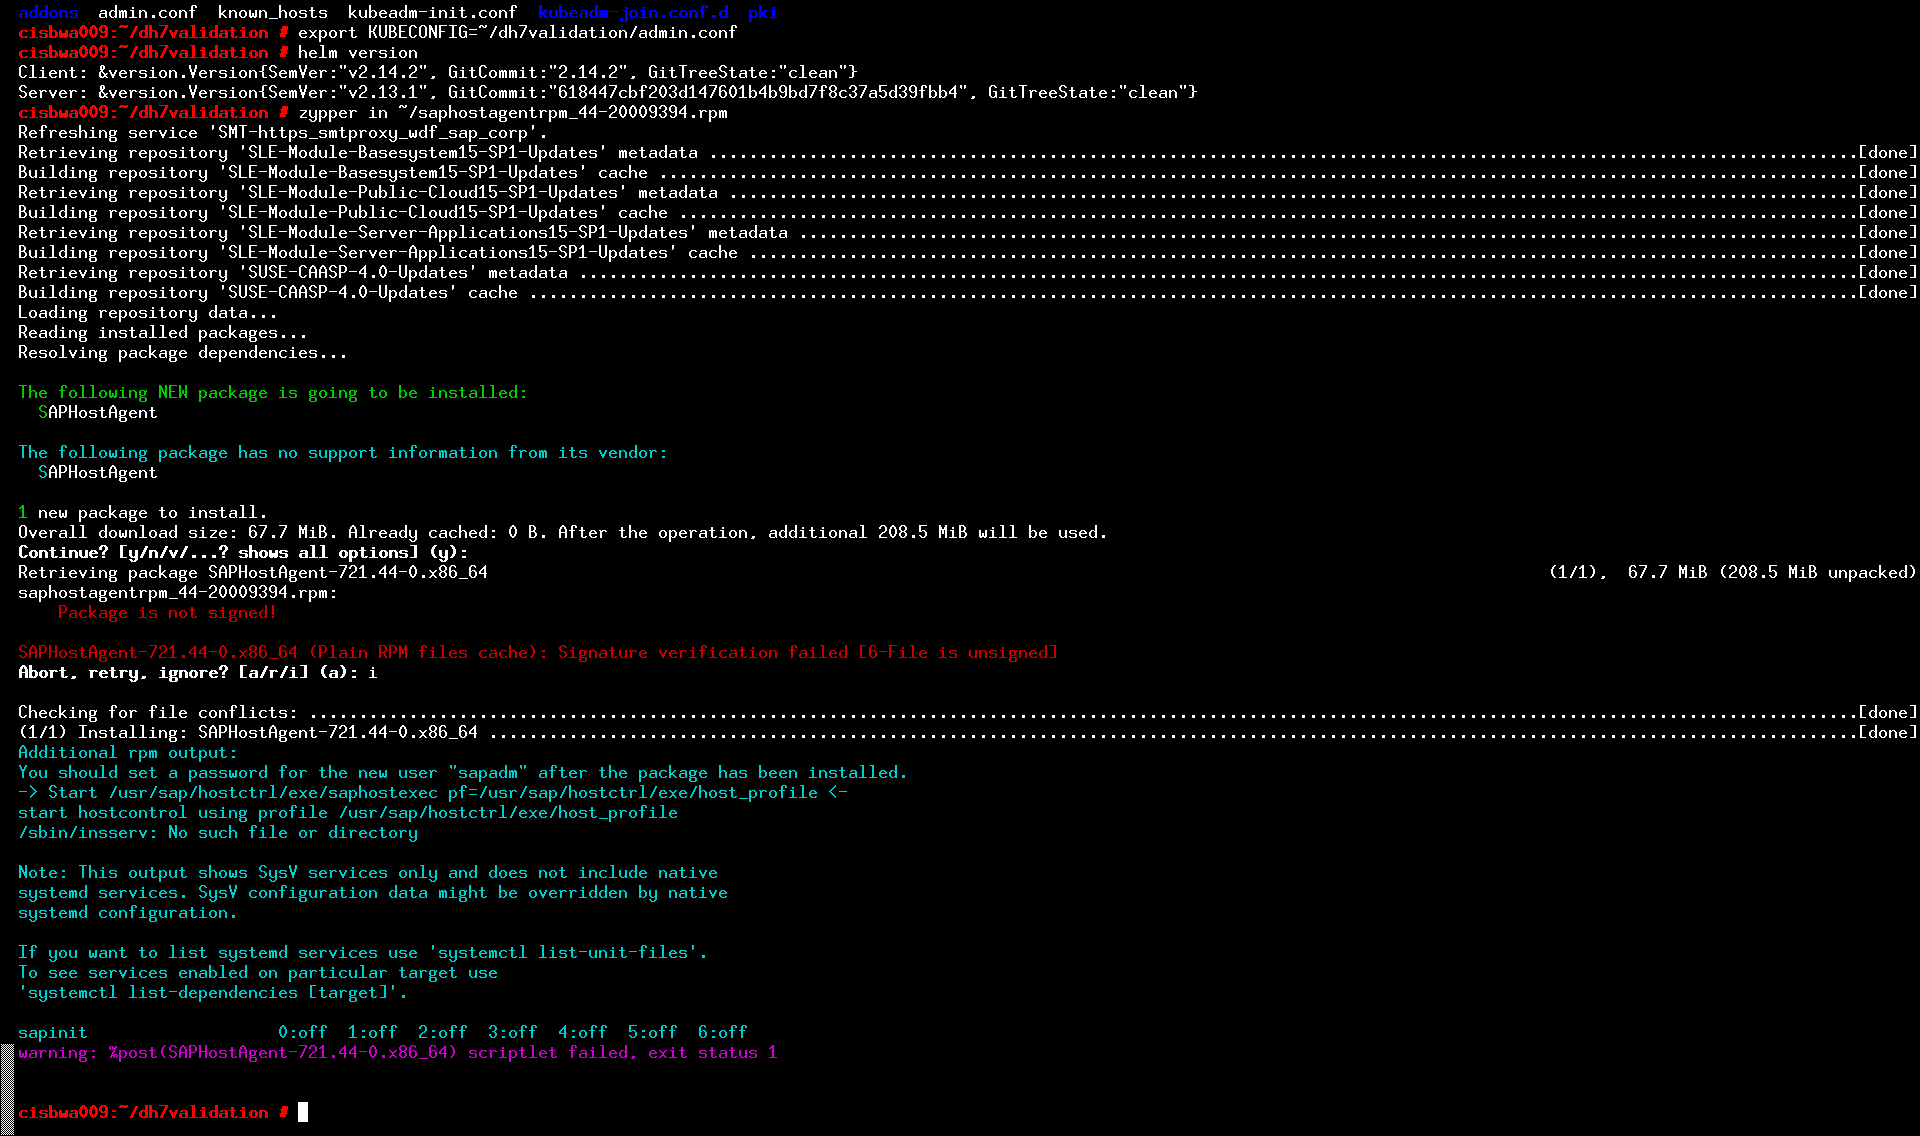 addons  admin.conf  known_hosts  kubeadm-init.conf  kubeadm-join.conf.d  pki
cisbwa009:~/dh7validation # export KUBECONFIG=~/dh7validation/admin.conf
cisbwa009:~/dh7validation # helm version
Client: &version.Version{SemVer:"v2.14.2", GitCommit:"2.14.2", GitTreeState:"clean"}
Server: &version.Version{SemVer:"v2.13.1", GitCommit:"618447cbf203d147601b4b9bd7f8c37a5d39fbb4", GitTreeState:"clean"}
cisbwa009:~/dh7validation # zypper in ~/saphostagentrpm_44-20009394.rpm
Refreshing service 'SMT-https_smtproxy_wdf_sap_corp'.
Retrieving repository 'SLE-Module-Basesystem15-SP1-Updates' metadata ...................................................................................................................[done]
Building repository 'SLE-Module-Basesystem15-SP1-Updates' cache ........................................................................................................................[done]
Retrieving repository 'SLE-Module-Public-Cloud15-SP1-Updates' metadata .................................................................................................................[done]
Building repository 'SLE-Module-Public-Cloud15-SP1-Updates' cache ......................................................................................................................[done]
Retrieving repository 'SLE-Module-Server-Applications15-SP1-Updates' metadata ..........................................................................................................[done]
Building repository 'SLE-Module-Server-Applications15-SP1-Updates' cache ...............................................................................................................[done]
Retrieving repository 'SUSE-CAASP-4.0-Updates' metadata ................................................................................................................................[done]
Building repository 'SUSE-CAASP-4.0-Updates' cache .....................................................................................................................................[done]
Loading repository data...
Reading installed packages...
Resolving package dependencies...
The following NEW package is going to be installed:
  SAPHostAgent
The following package has no support information from its vendor:
  SAPHostAgent
1 new package to install.
Overall download size: 67.7 MiB. Already cached: 0 B. After the operation, additional 208.5 MiB will be used.
Continue? [y/n/v/...? shows all options] (y):
Retrieving package SAPHostAgent-721.44-0.x86_64 (1/1),  67.7 MiB (208.5 MiB unpacked)
saphostagentrpm_44-20009394.rpm:
    Package is not signed!
SAPHostAgent-721.44-0.x86_64 (Plain RPM files cache): Signature verification failed [6-File is unsigned]
Abort, retry, ignore? [a/r/i] (a): i
Checking for file conflicts: ...........................................................................................................................................................[done]
(1/1) Installing: SAPHostAgent-721.44-0.x86_64 .........................................................................................................................................[done]
Additional rpm output:
You should set a password for the new user "sapadm" after the package has been installed.
-> Start /usr/sap/hostctrl/exe/saphostexec pf=/usr/sap/hostctrl/exe/host_profile <-
start hostcontrol using profile /usr/sap/hostctrl/exe/host_profile
/sbin/insserv: No such file or directory
Note: This output shows SysV services only and does not include native
systemd services. SysV configuration data might be overridden by native
systemd configuration.
If you want to list systemd services use 'systemctl list-unit-files'.
To see services enabled on particular target use
'systemctl list-dependencies [target]'.
sapinit                   0:off  1:off  2:off  3:off  4:off  5:off  6:off
warning: %post(SAPHostAgent-721.44-0.x86_64) scriptlet failed, exit status 1
cisbwa009:~/dh7validation #